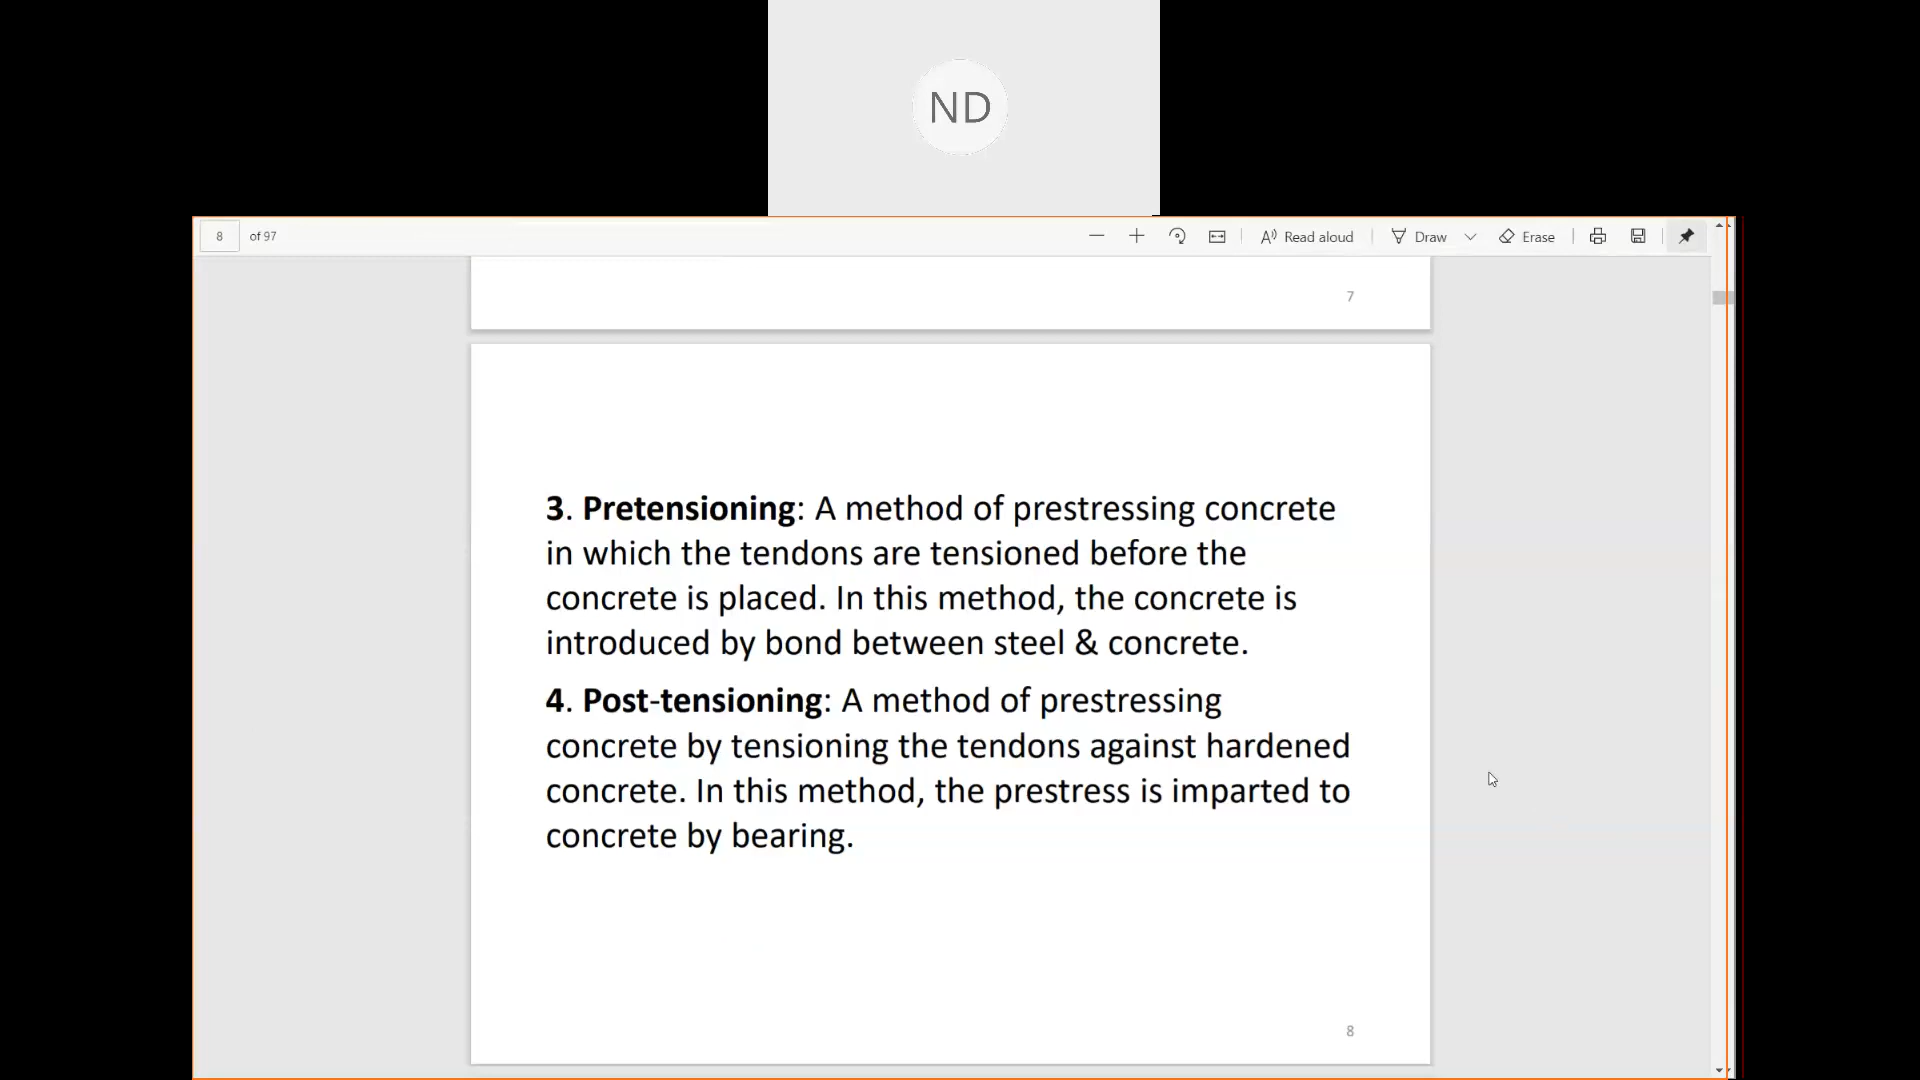 ND
8 of 97 Read aloud Draw Erase
7
3. Pretensioning: A method of prestressing concrete
in which the tendons are tensioned before the
concrete is placed. In this method, the concrete is
introduced by bond between steel & concrete.
4. Post-tensioning: A method of prestressing
concrete by tensioning the tendons against hardened
concrete. In this method, the prestress is imparted to
concrete by bearing.
8